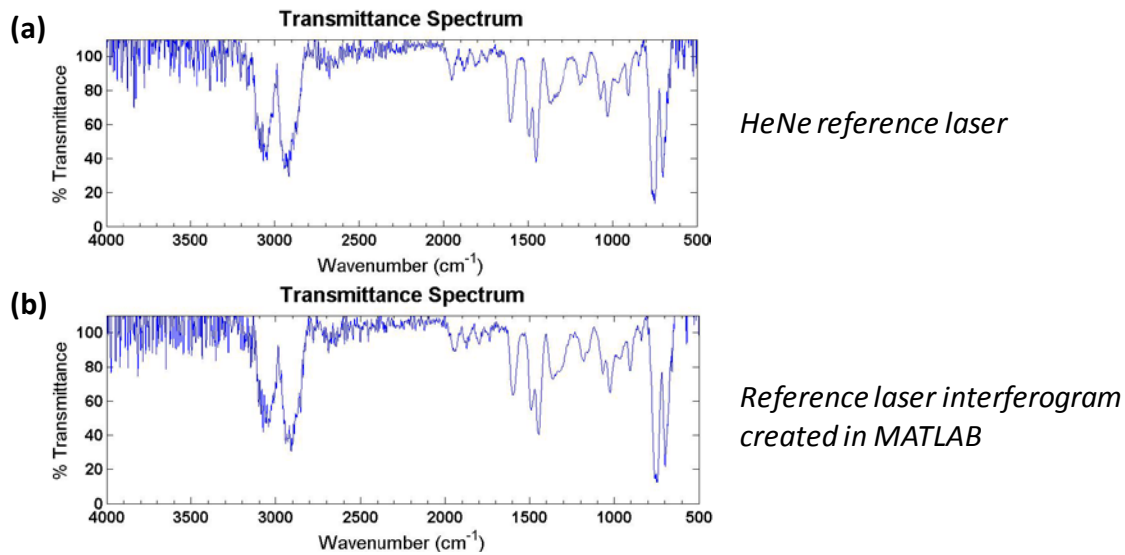 (a)
Transmittance Spectrum
% Transmittance
100
80
60
40
20
0
4000 3500 3000 2500 2000 1500 1000 500
Wavenumber (cm⁻¹)
HeNe reference laser
(b)
Transmittance Spectrum
% Transmittance
100
80
60
40
20
0
4000 3500 3000 2500 2000 1500 1000 500
Wavenumber (cm⁻¹)
Reference laser interferogram
created in MATLAB